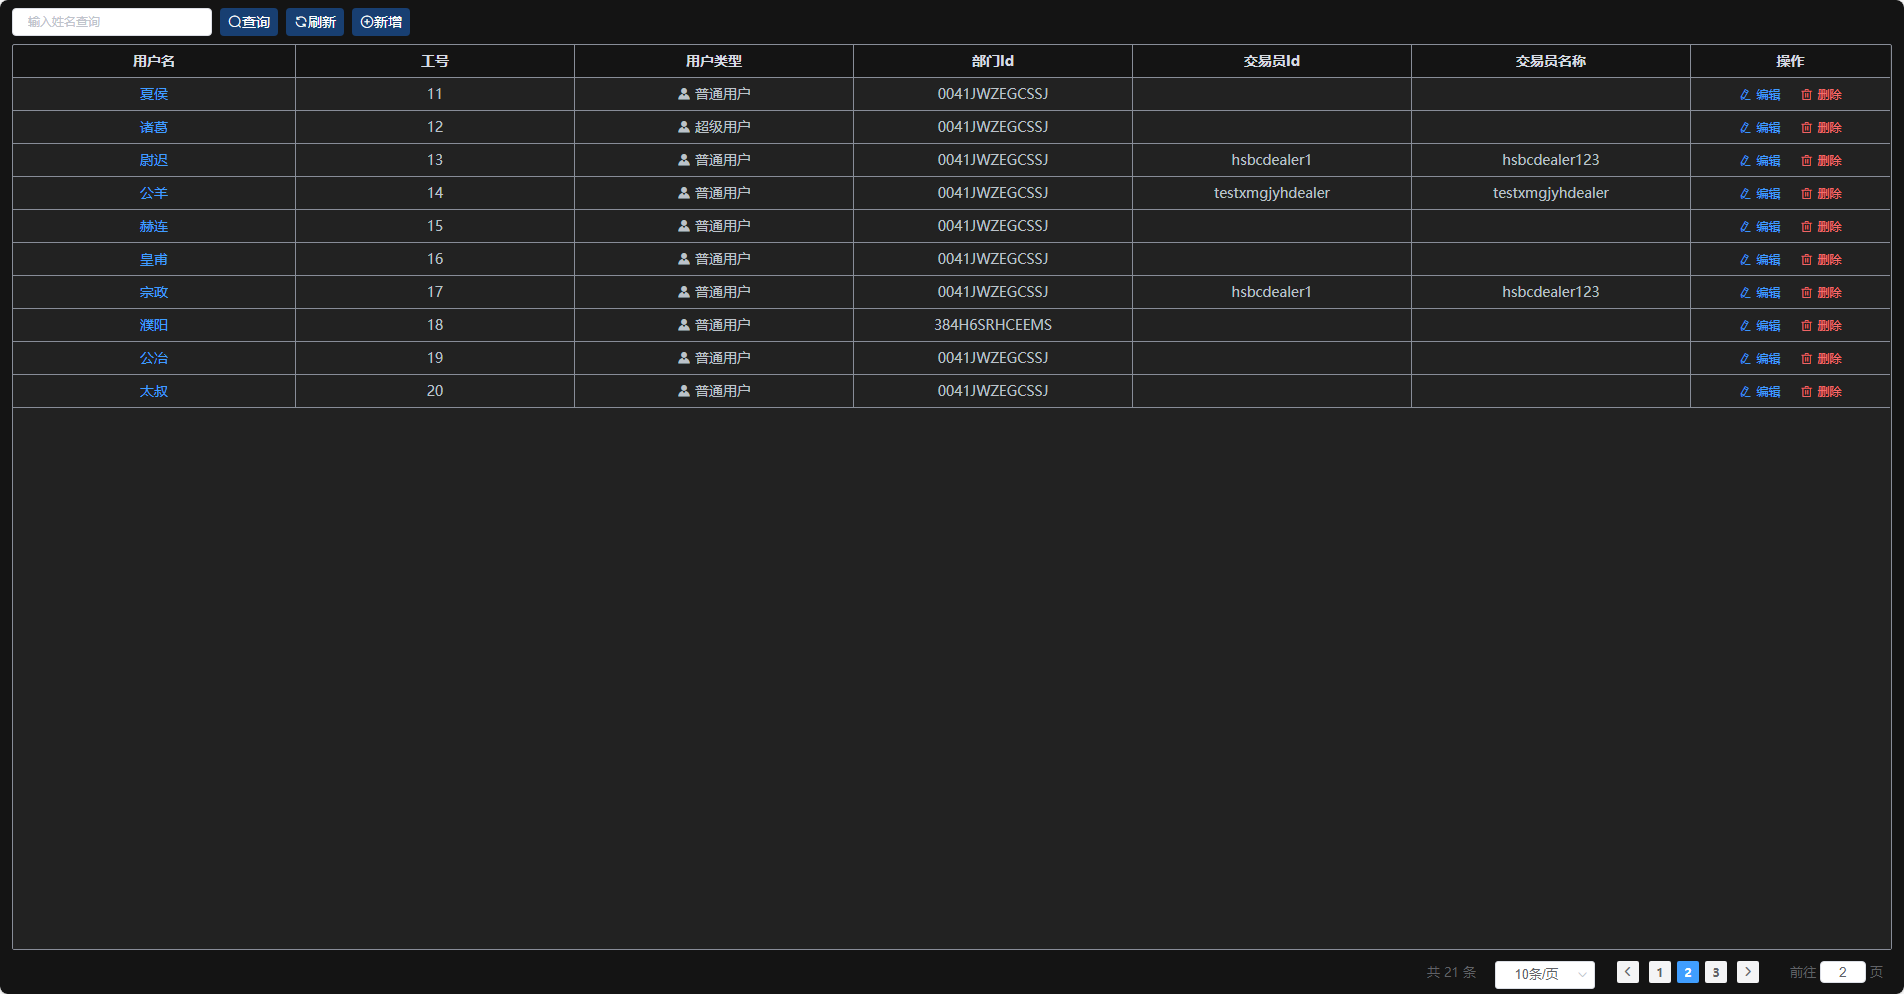 输入姓名查询 查询 刷新 新增
用户名 工号 用户类型 部门Id 交易员Id 交易员名称 操作
夏侯 11 普通用户 0041JWZEGCSSJ 编辑 删除
诸葛 12 超级用户 0041JWZEGCSSJ 编辑 删除
尉迟 13 普通用户 0041JWZEGCSSJ hsbcdealer1 hsbcdealer123 编辑 删除
公羊 14 普通用户 0041JWZEGCSSJ testxmgjyhdealer testxmgjyhdealer 编辑 删除
赫连 15 普通用户 0041JWZEGCSSJ 编辑 删除
皇甫 16 普通用户 0041JWZEGCSSJ 编辑 删除
宗政 17 普通用户 0041JWZEGCSSJ hsbcdealer1 hsbcdealer123 编辑 删除
濮阳 18 普通用户 384H6SRHCEEMS 编辑 删除
公冶 19 普通用户 0041JWZEGCSSJ 编辑 删除
太叔 20 普通用户 0041JWZEGCSSJ 编辑 删除
共 21 条 10条/页 1 2 3 前往 2 页